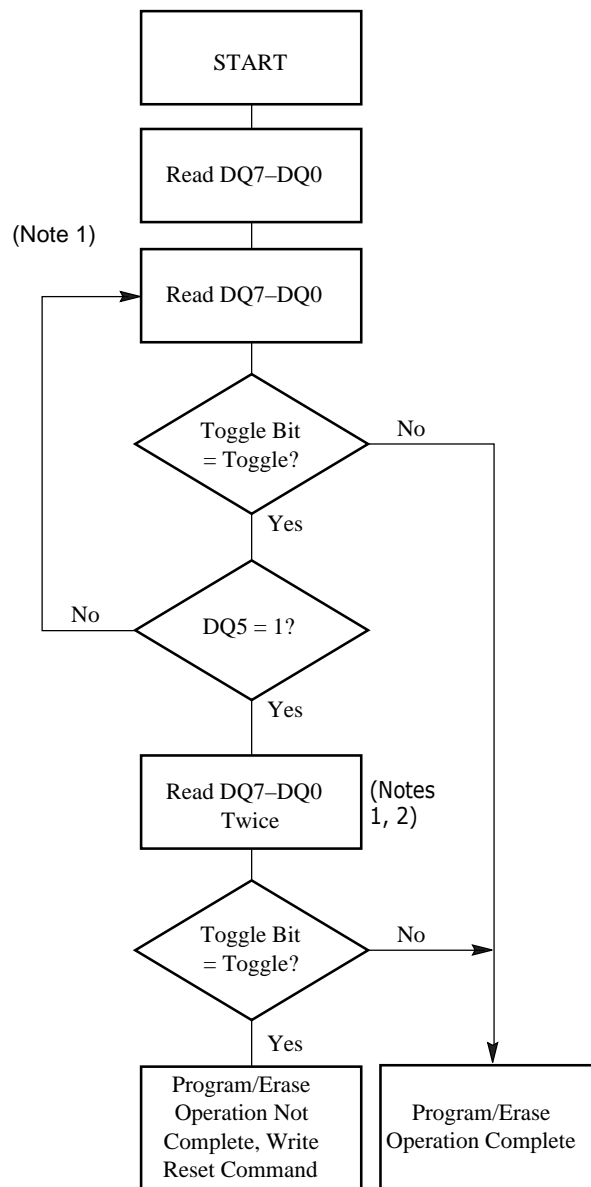 START
Read DQ7–DQ0
(Note 1)
Read DQ7–DQ0
Toggle Bit
= Toggle?
No
Yes
No
DQ5 = 1?
Yes
Read DQ7–DQ0
Twice
(Notes
1, 2)
Toggle Bit
= Toggle?
No
Yes
Program/Erase
Operation Not
Complete, Write
Reset Command
Program/Erase
Operation Complete